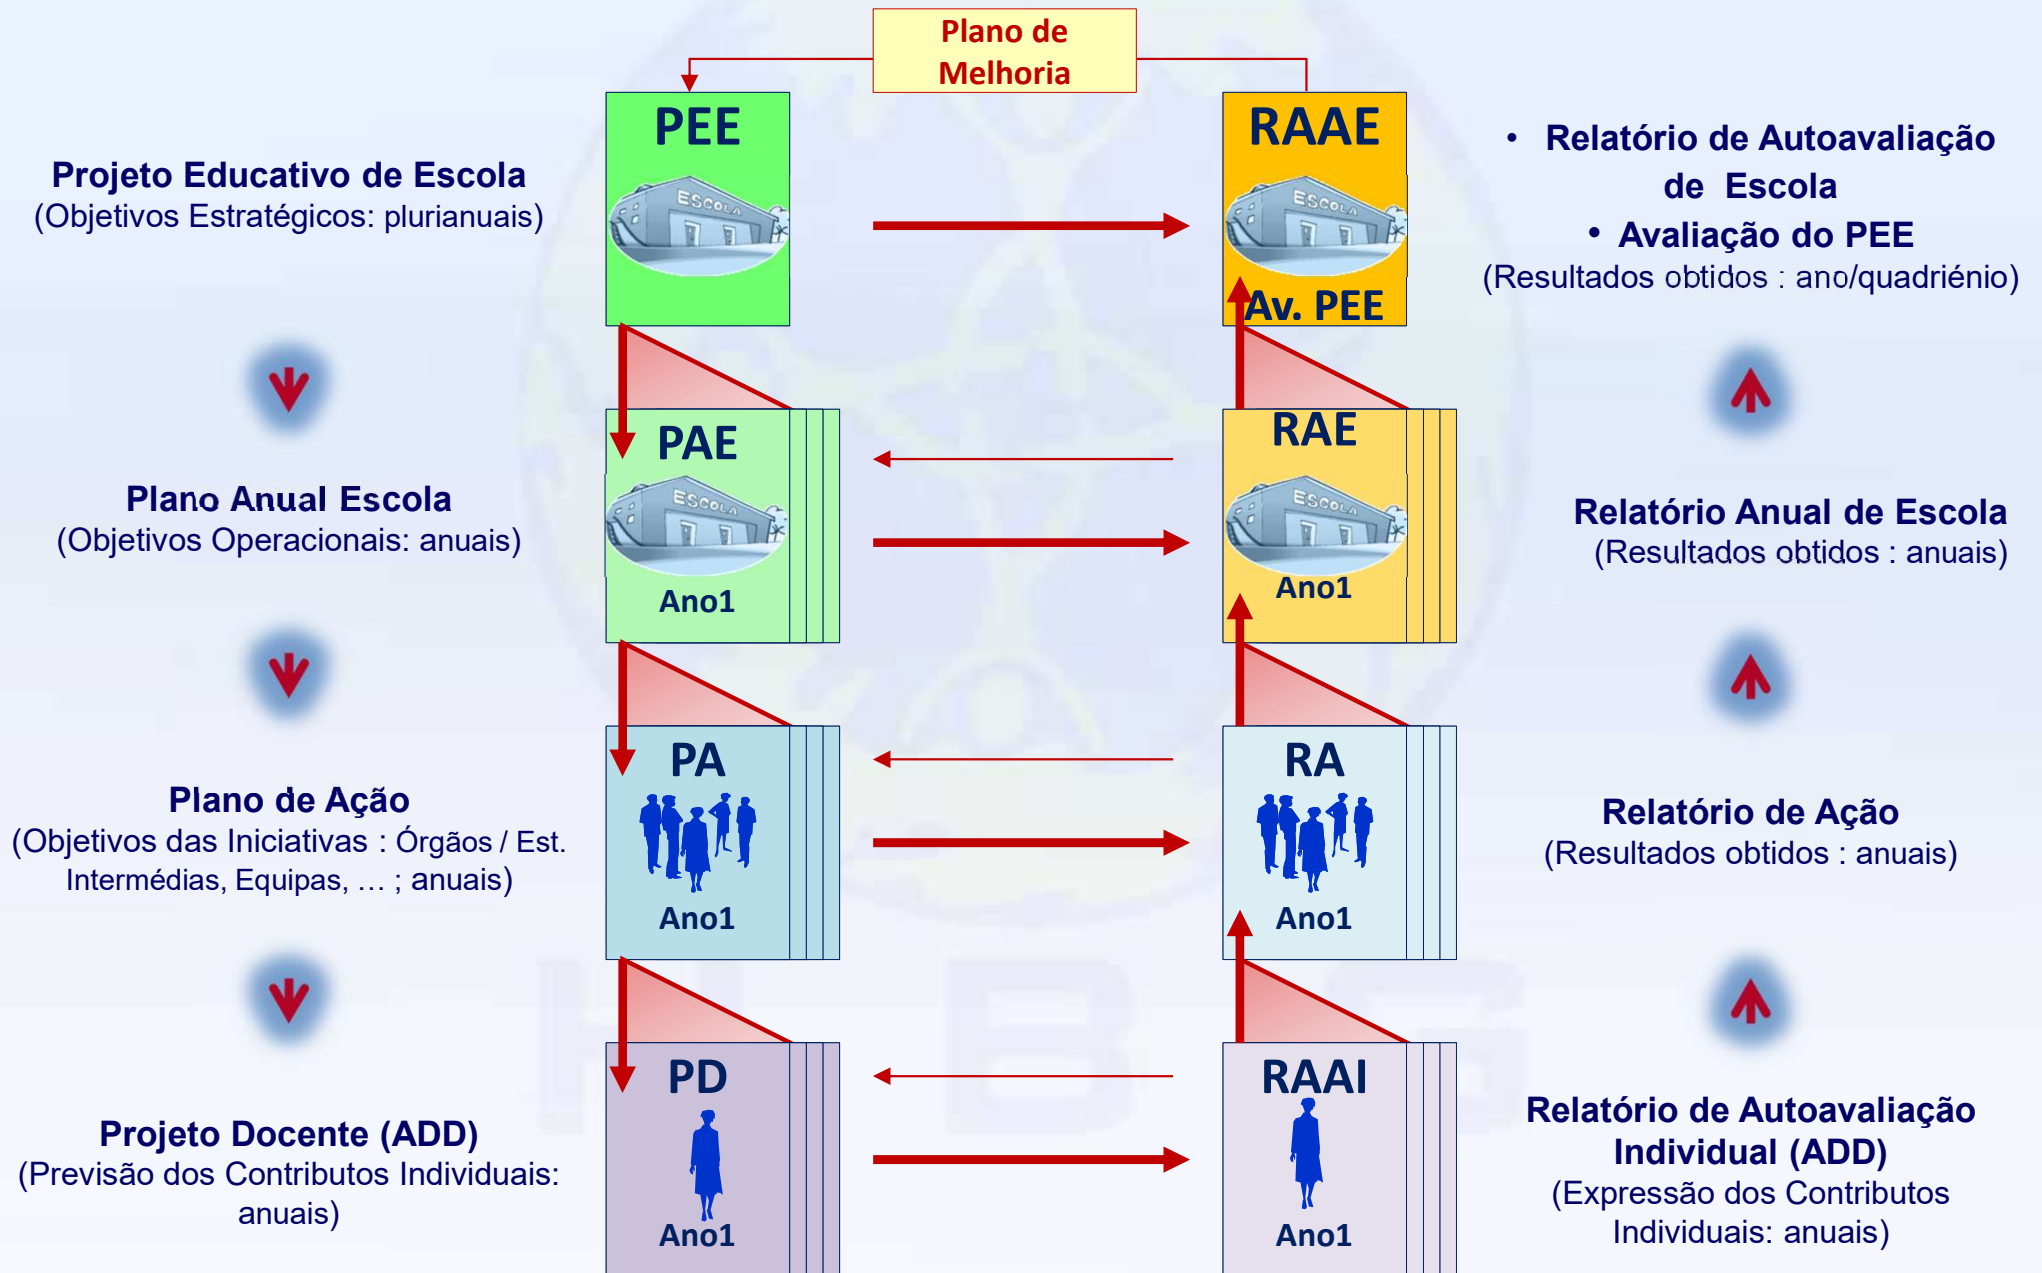 Plano de
Melhoria
PEE
ESCOLA
RAAE
ESCOLA
Av. PEE
Projeto Educativo de Escola
(Objetivos Estratégicos: plurianuais)
• Relatório de Autoavaliação
de Escola
• Avaliação do PEE
(Resultados obtidos : ano/quadriénio)
PAE
ESCOLA
Ano1
RAE
ESCOLA
Ano1
Plano Anual Escola
(Objetivos Operacionais: anuais)
Relatório Anual de Escola
(Resultados obtidos : anuais)
PA
Ano1
RA
Ano1
Plano de Ação
(Objetivos das Iniciativas : Órgãos / Est.
Intermédias, Equipas, … ; anuais)
Relatório de Ação
(Resultados obtidos : anuais)
H B G
PD
Ano1
RAAI
Ano1
Projeto Docente (ADD)
(Previsão dos Contributos Individuais:
anuais)
Relatório de Autoavaliação
Individual (ADD)
(Expressão dos Contributos
Individuais: anuais)